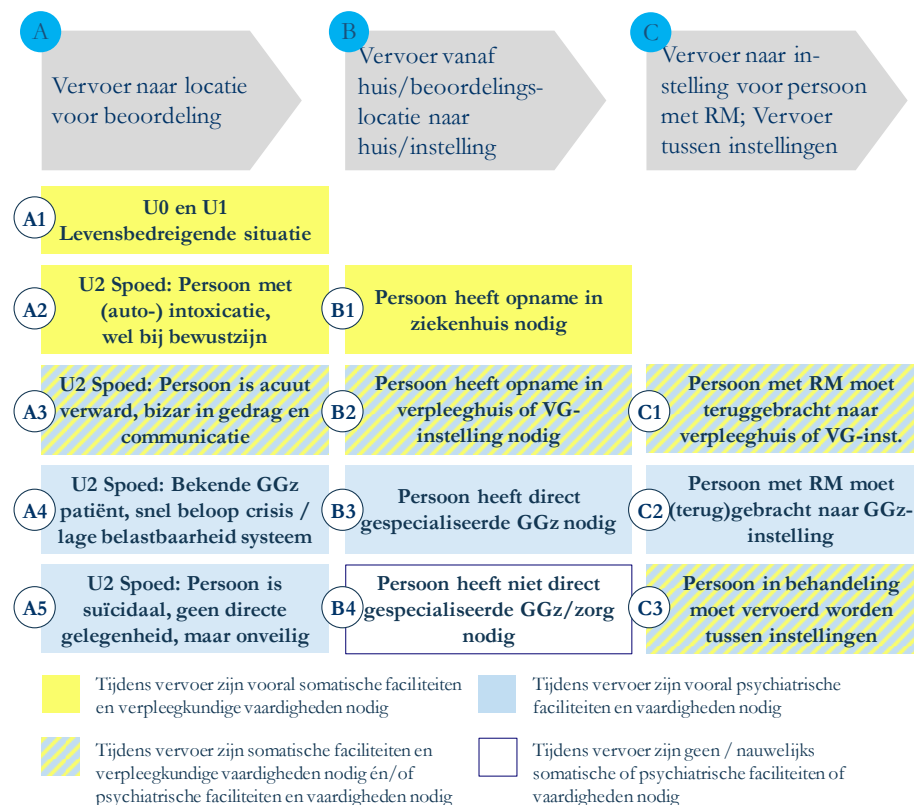 A
Vervoer naar locatie
voor beoordeling
B
Vervoer vanaf
huis/beoordelings-
locatie naar
huis/instelling
C
Vervoer naar in-
stelling voor persoon
met RM; Vervoer
tussen instellingen
A1
U0 en U1
Levensbedreigende situatie
A2
U2 Spoed: Persoon met
(auto-) intoxicatie,
wel bij bewustzijn
B1
Persoon heeft opname in
ziekenhuis nodig
A3
U2 Spoed: Persoon is acuut
verward, bizar in gedrag en
communicatie
B2
Persoon heeft opname in
verpleeghuis of VG-
instelling nodig
C1
Persoon met RM moet
teruggebracht naar
verpleeghuis of VG-inst.
A4
U2 Spoed: Bekende GGz
patiënt, snel beloop crisis /
lage belastbaarheid systeem
B3
Persoon heeft direct
gespecialiseerde GGz nodig
C2
Persoon met RM moet
(terug)gebracht naar GGz-
instelling
A5
U2 Spoed: Persoon is
suïcidaal, geen directe
gelegenheid, maar onveilig
B4
Persoon heeft niet direct
gespecialiseerde GGz/zorg
nodig
C3
Persoon in behandeling
moet vervoerd worden
tussen instellingen
Tijdens vervoer zijn vooral somatische faciliteiten
en verpleegkundige vaardigheden nodig
Tijdens vervoer zijn vooral psychiatrische
faciliteiten en vaardigheden nodig
Tijdens vervoer zijn somatische faciliteiten en
verpleegkundige vaardigheden nodig én/of
psychiatrische faciliteiten en vaardigheden nodig
Tijdens vervoer zijn geen / nauwelijks
somatische of psychiatrische faciliteiten of
vaardigheden nodig